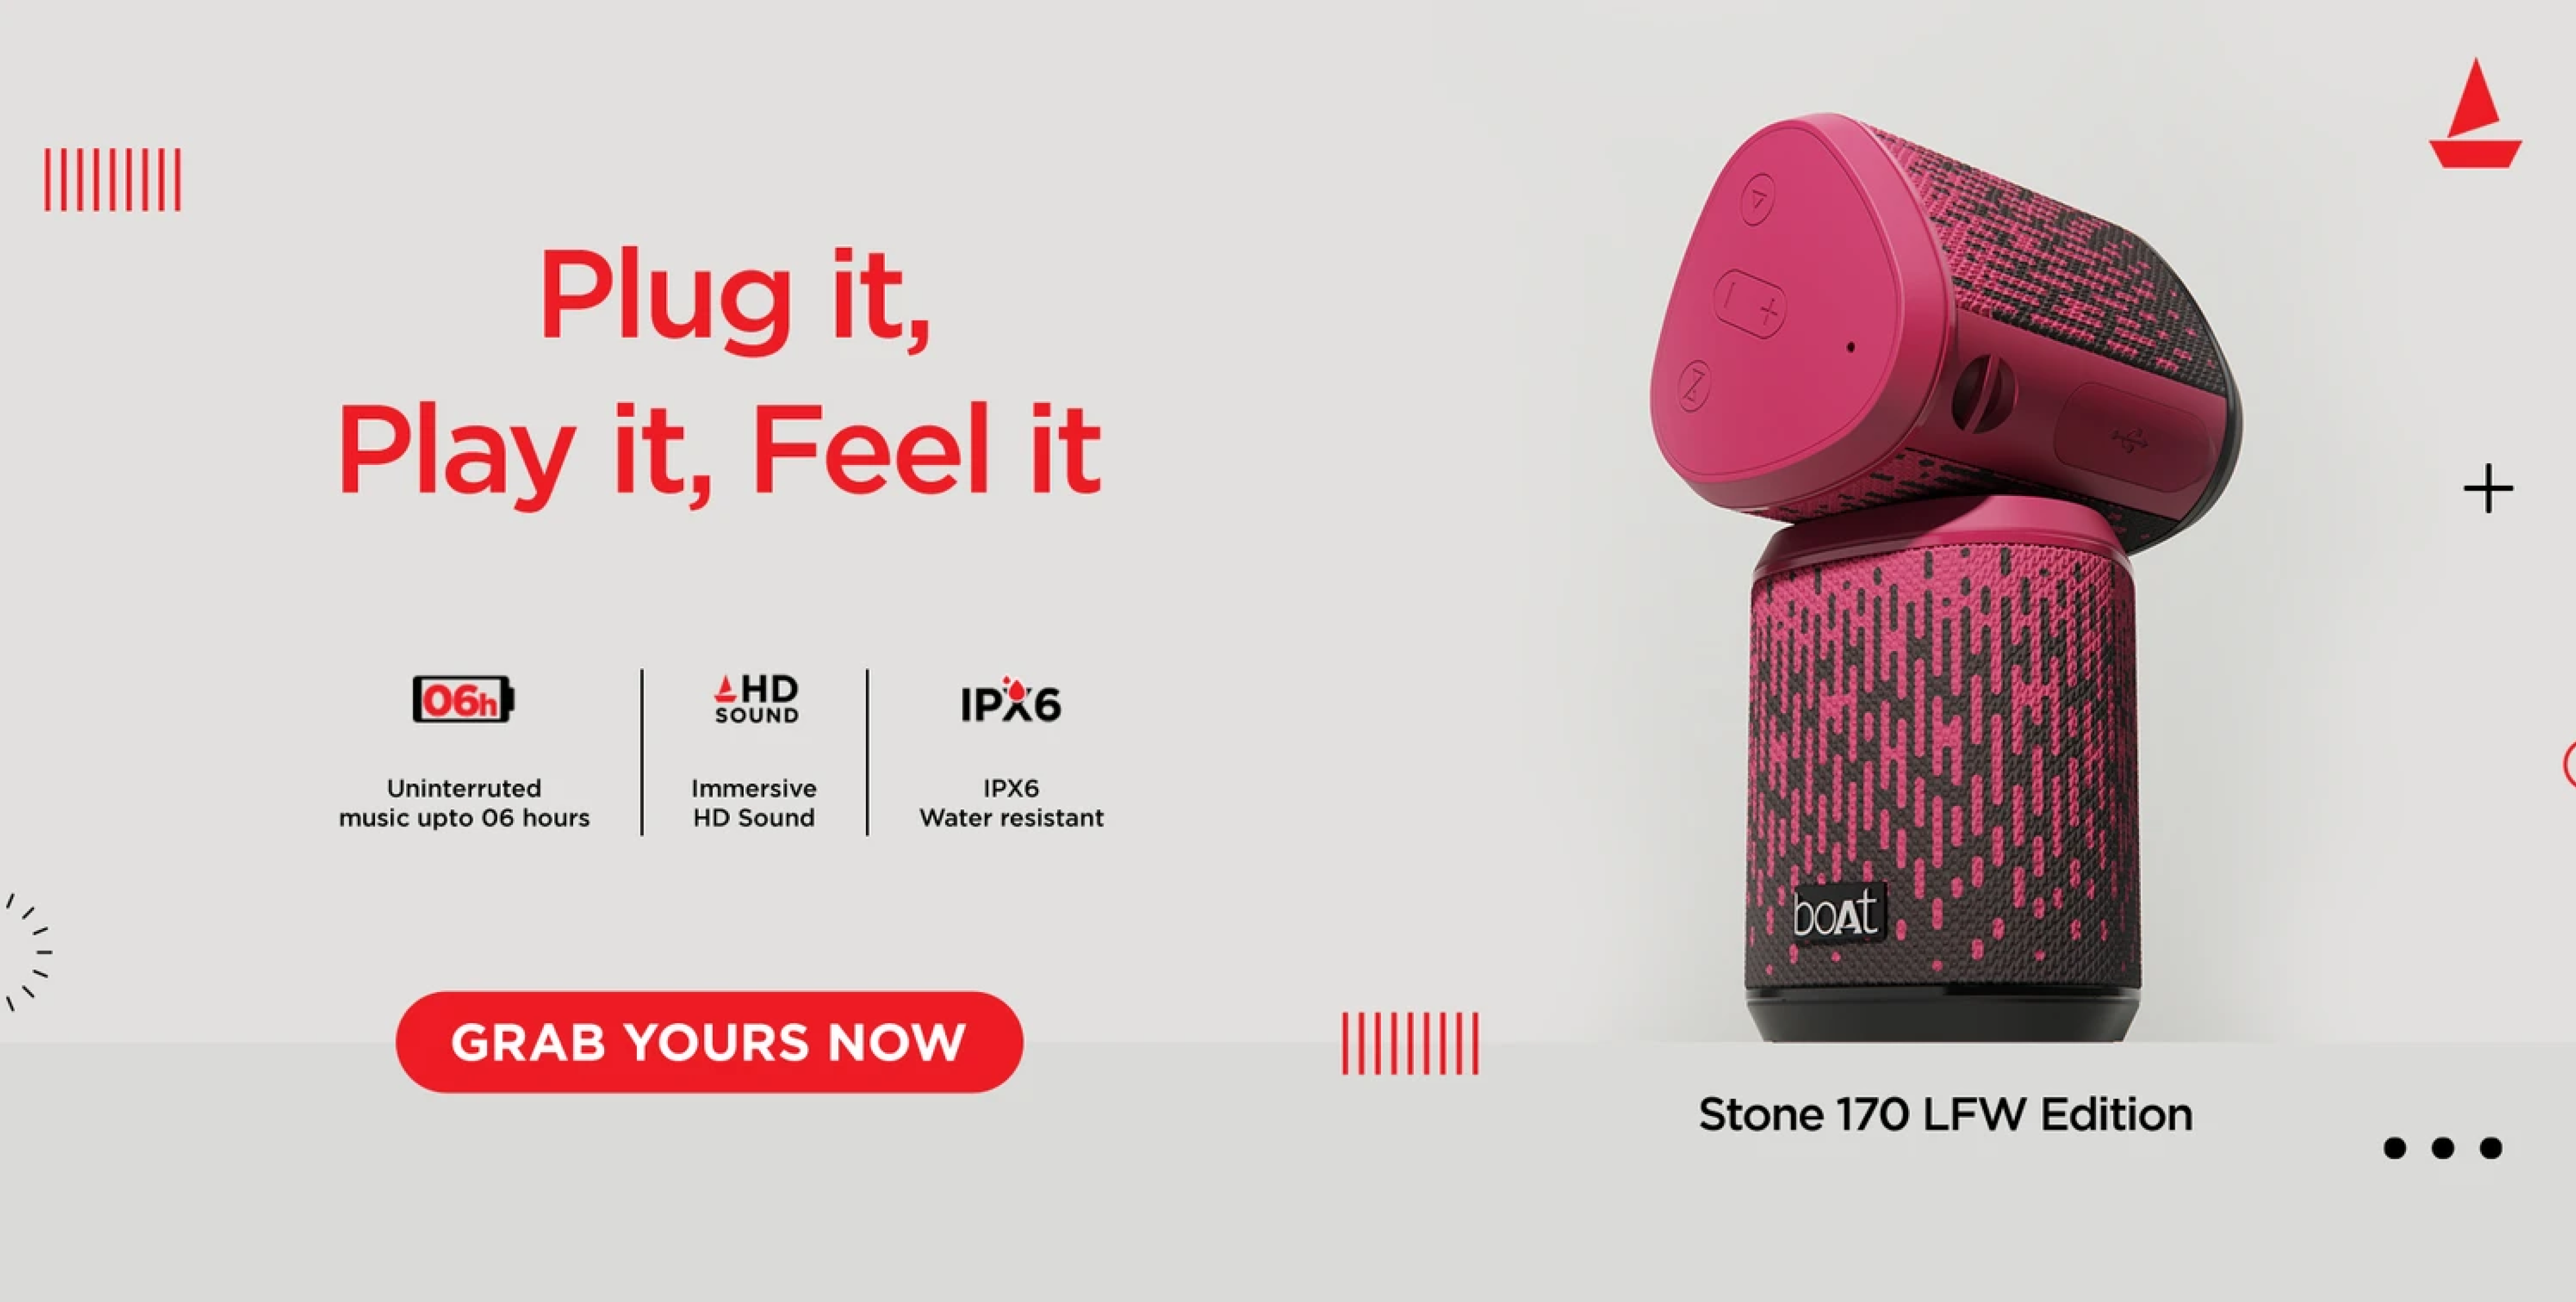 Plug it,
Play it, Feel it
06h
HD
SOUND
IPX6
Uninterruted
music upto 06 hours
Immersive
HD Sound
IPX6
Water resistant
GRAB YOURS NOW
boAt
Stone 170 LFW Edition